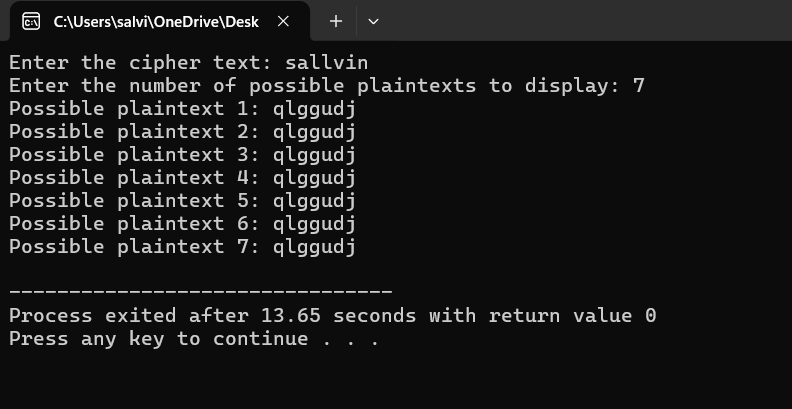 C:\Users\salvi\OneDrive\Desk
Enter the cipher text: sallvin
Enter the number of possible plaintexts to display: 7
Possible plaintext 1: qlggudj
Possible plaintext 2: qlggudj
Possible plaintext 3: qlggudj
Possible plaintext 4: qlggudj
Possible plaintext 5: qlggudj
Possible plaintext 6: qlggudj
Possible plaintext 7: qlggudj
--------------------------------
Process exited after 13.65 seconds with return value 0
Press any key to continue . . .